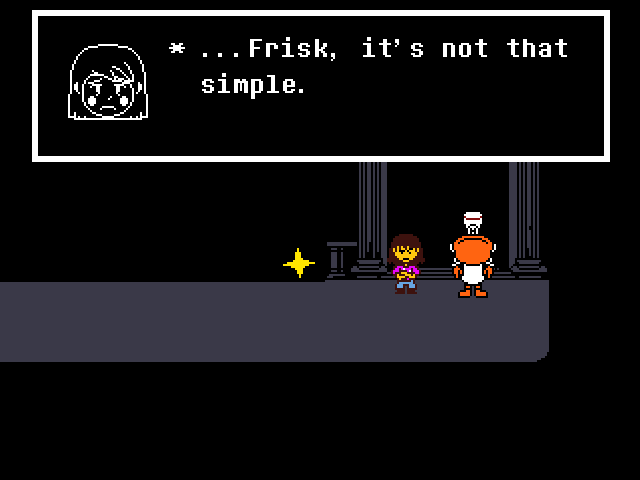 * ...Frisk, it's not that
simple.